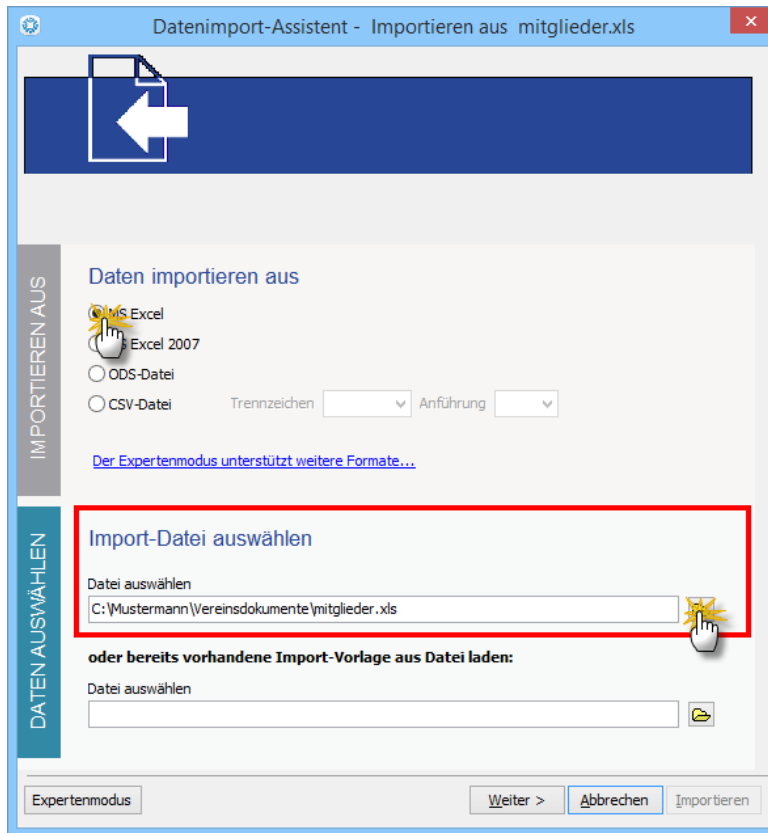 Datenimport-Assistent - Importieren aus mitglieder.xls
IMPORTIEREN AUS
Daten importieren aus
MS Excel
MS Excel 2007
ODS-Datei
CSV-Datei Trennzeichen Anführung
Der Expertenmodus unterstützt weitere Formate...
DATEN AUSWÄHLEN
Import-Datei auswählen
Datei auswählen
C:\Mustermann\Vereinsdokumente\mitglieder.xls
oder bereits vorhandene Import-Vorlage aus Datei laden:
Datei auswählen
Expertenmodus Weiter > Abbrechen Importieren